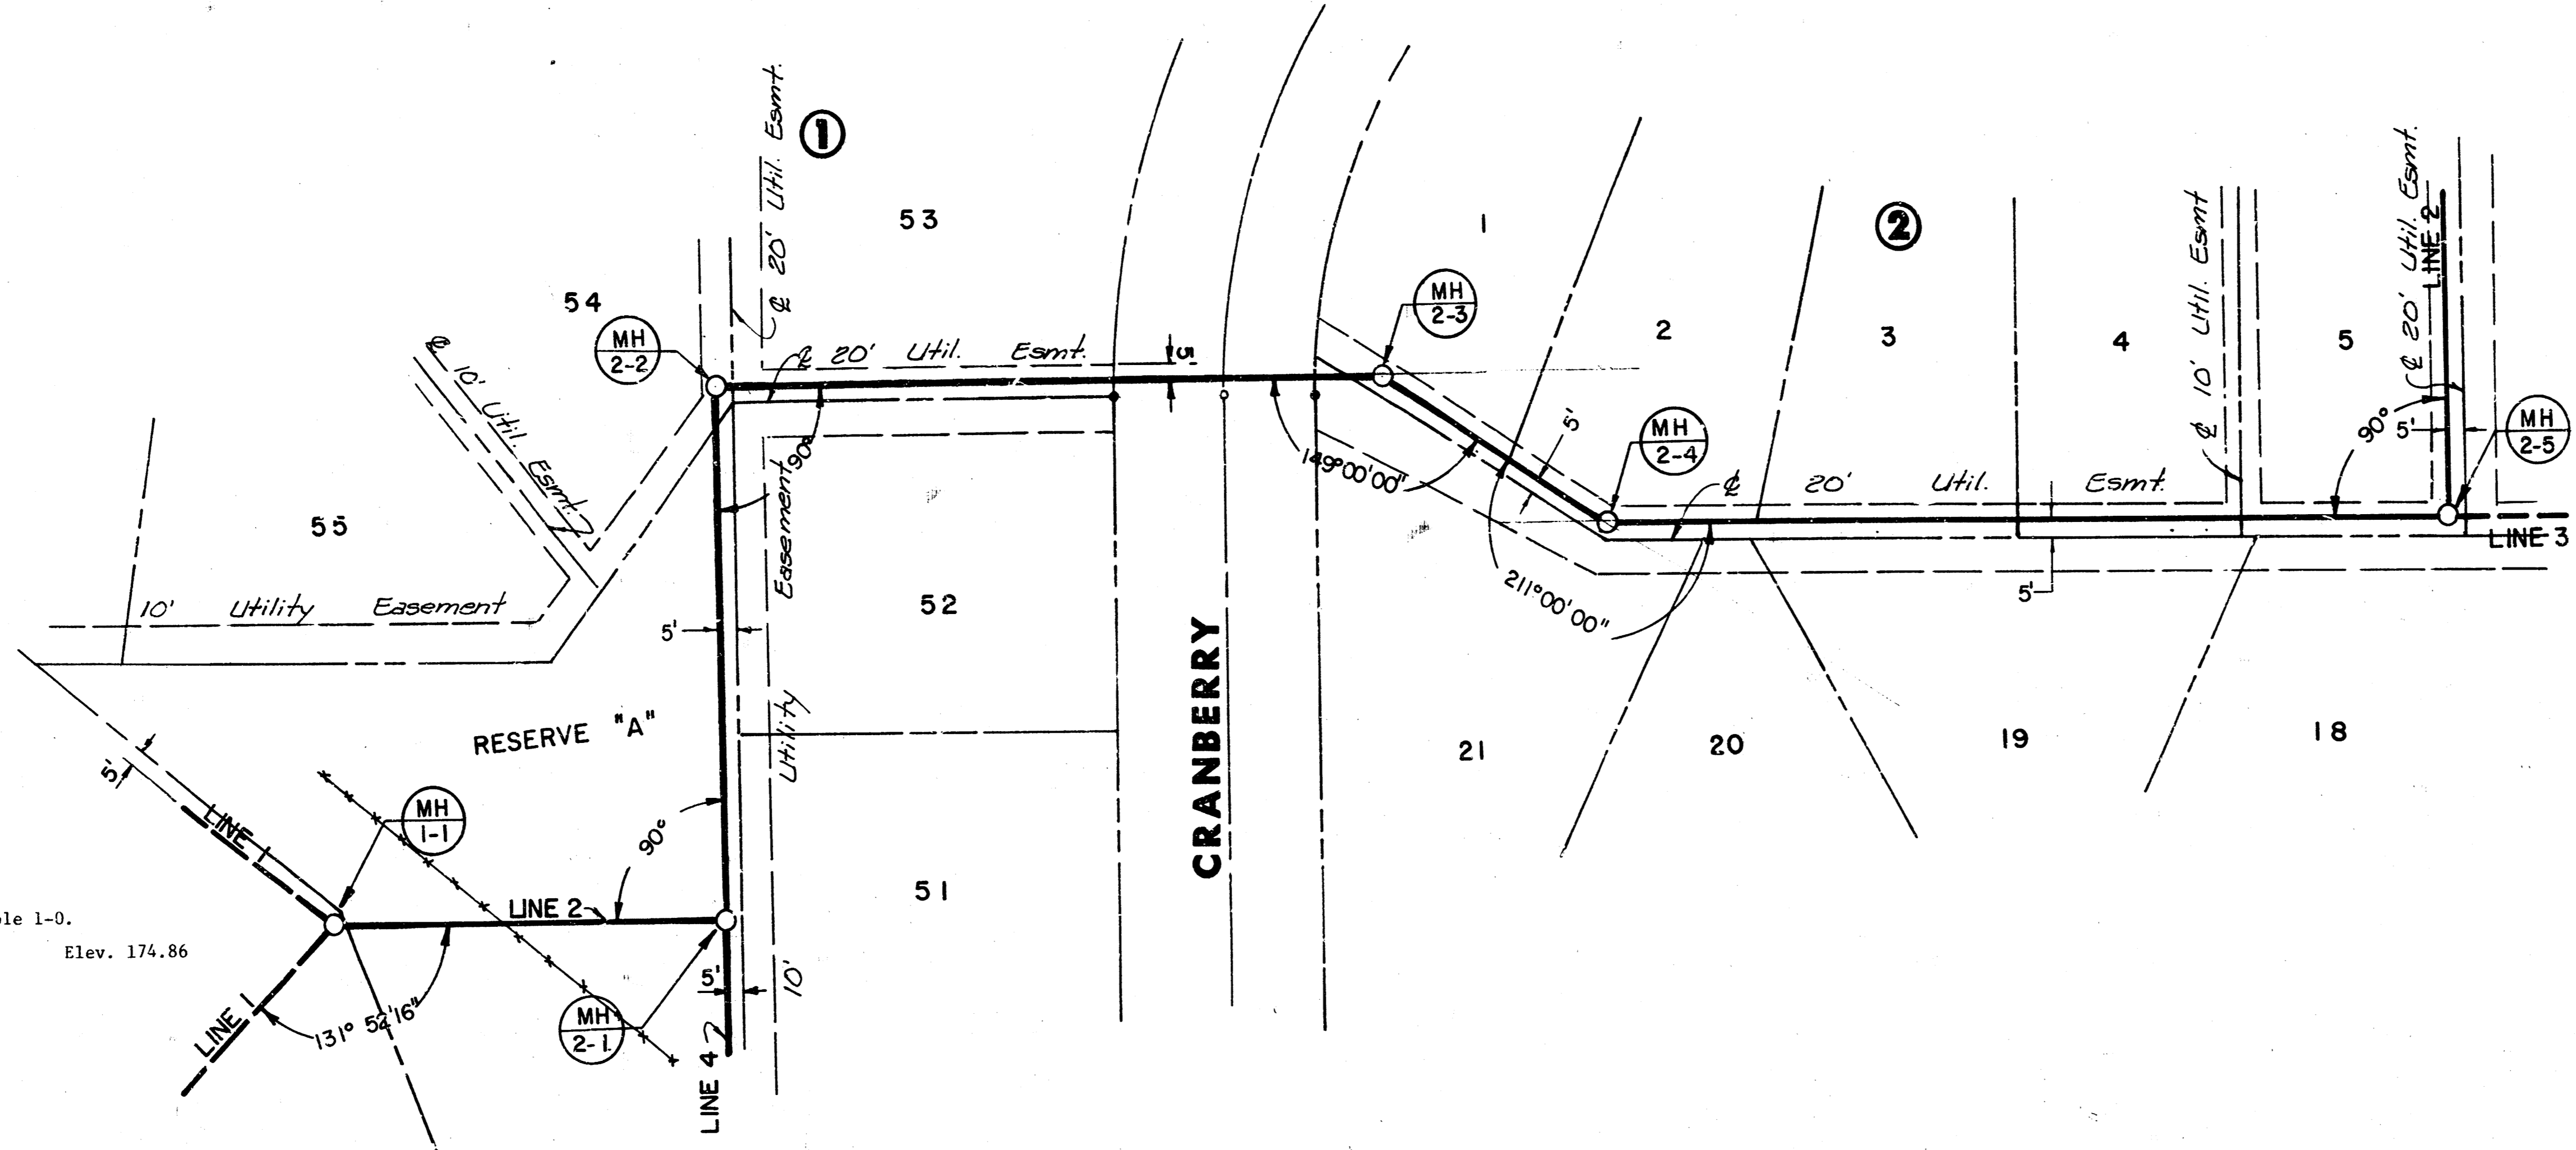 1
℄ 20' Util. Esmt.
53
54
MH
2-2
℄ 20' Util. Esmt.
5'
℄ 10' Util. Esmt.
55
10' Utility Easement
90°
Utility Easement
5'
52
RESERVE "A"
5'
LINE 1
MH
1-1
90°
LINE 2
51
ole 1-0.
Elev. 174.86
LINE 1
131° 52'16"
MH
2-1
5'
10'
LINE 4
CRANBERRY
1
MH
2-3
2
2
3
4
5
149°00'00"
5'
MH
2-4
℄ 20' Util. Esmt.
211°00'00"
5'
℄ 10' Util. Esmt
℄ 20' Util. Esmt.
LINE 2
90°
5'
MH
2-5
LINE 3
21
20
19
18